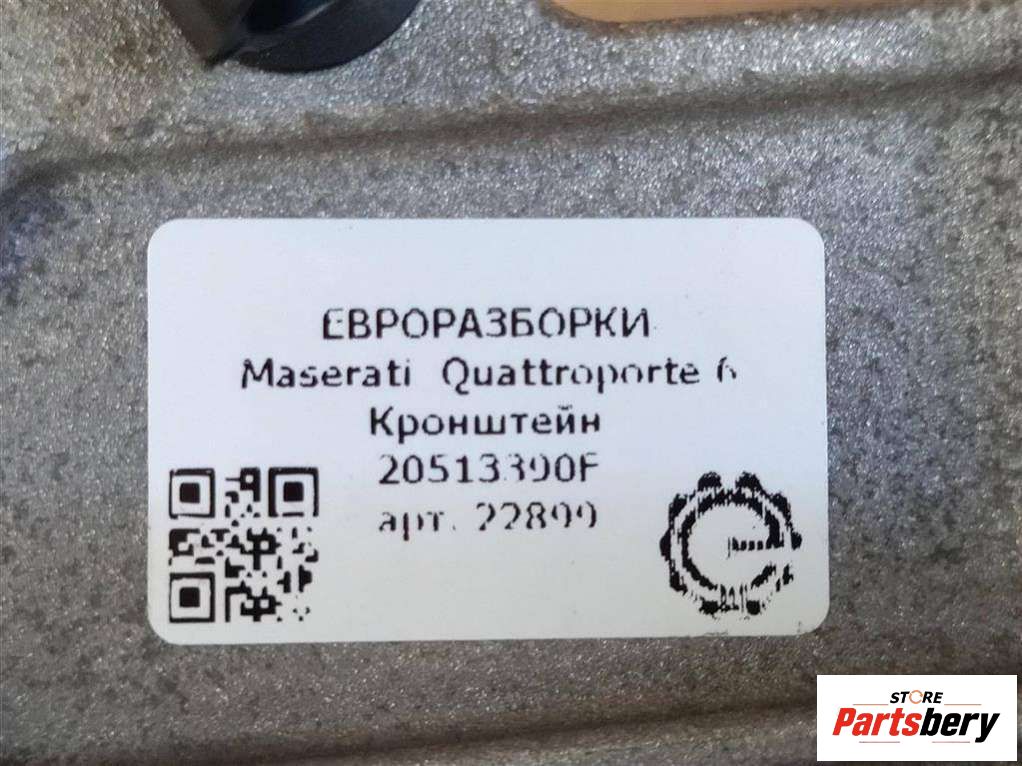 ЕВРОРАЗБОРКИ
Maserati Quattroporte 6
Кронштейн
20513390F
арт. 22899
STORE
Partsbery